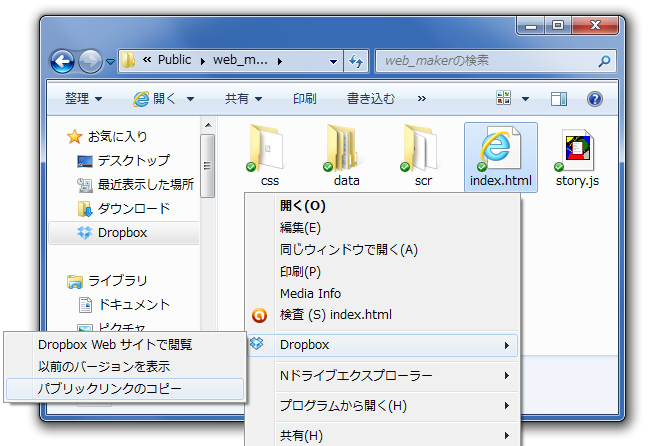 « Public › web_m... ›
web_makerの検索
整理 開く 共有 印刷 書き込む »
お気に入り
デスクトップ
最近表示した場所
ダウンロード
Dropbox
ライブラリ
ドキュメント
ピクチャ
css data scr index.html story.js
開く(O)
編集(E)
同じウィンドウで開く(A)
印刷(P)
Media Info
検査 (S) index.html
Dropbox
Nドライブエクスプローラー
プログラムから開く(H)
共有(H)
Dropbox Web サイトで閲覧
以前のバージョンを表示
パブリックリンクのコピー